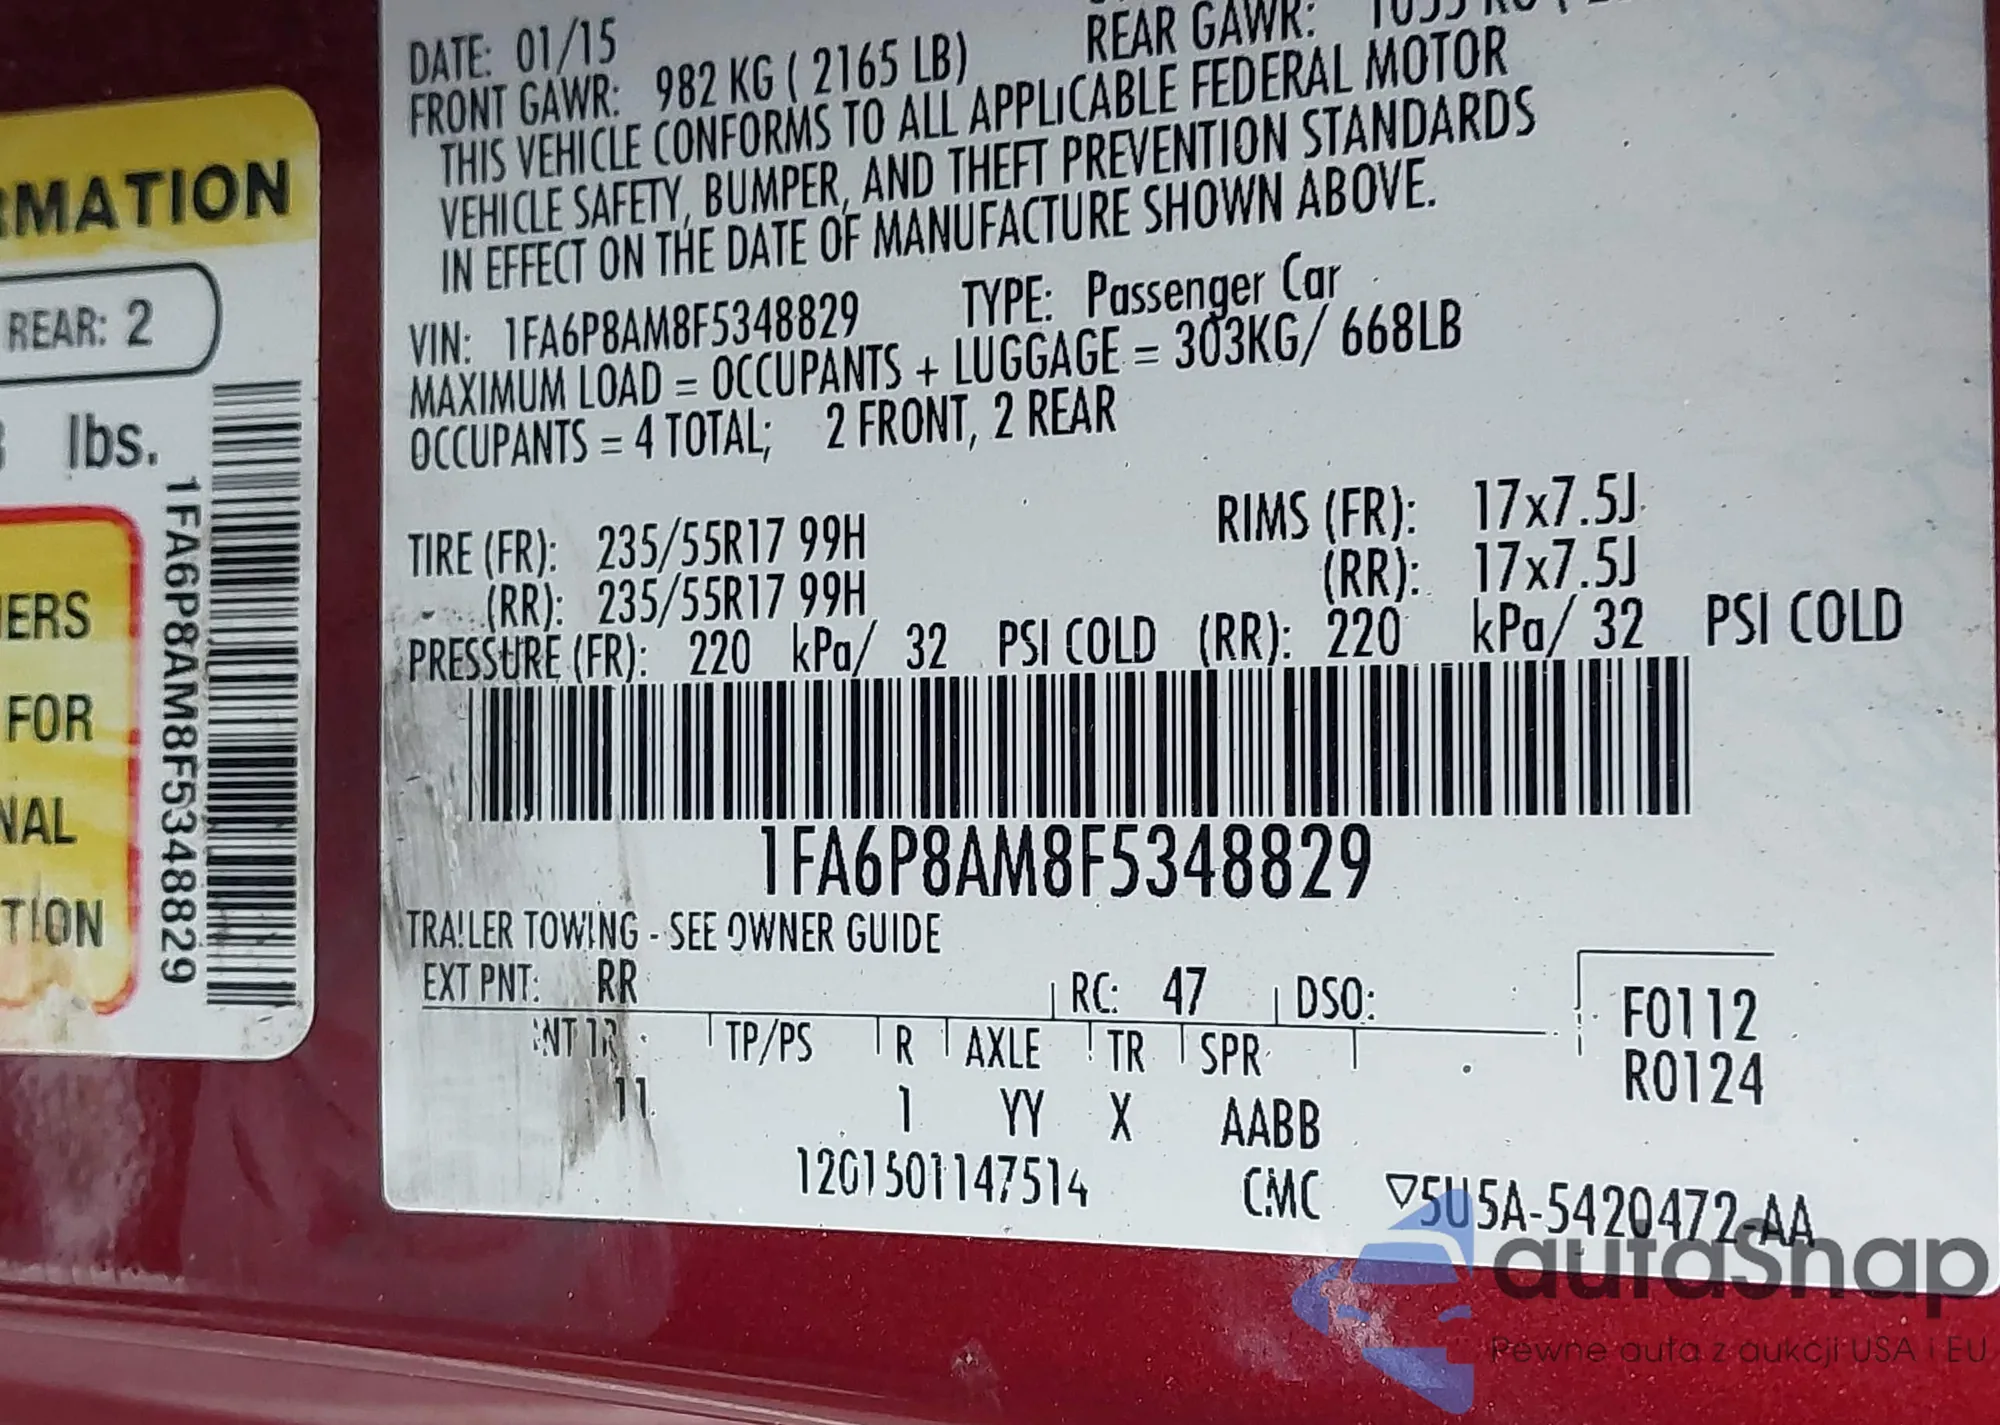 DATE: 01/15
FRONT GAWR: 982 KG ( 2165 LB) REAR GAWR:
THIS VEHICLE CONFORMS TO ALL APPLICABLE FEDERAL MOTOR
VEHICLE SAFETY, BUMPER, AND THEFT PREVENTION STANDARDS
IN EFFECT ON THE DATE OF MANUFACTURE SHOWN ABOVE.
VIN: 1FA6P8AM8F5348829 TYPE: Passenger Car
MAXIMUM LOAD = OCCUPANTS + LUGGAGE = 303KG/ 668LB
OCCUPANTS = 4 TOTAL; 2 FRONT, 2 REAR
TIRE (FR): 235/55R17 99H RIMS (FR): 17x7.5J
(RR): 235/55R17 99H (RR): 17x7.5J
PRESSURE (FR): 220 kPa/ 32 PSI COLD (RR): 220 kPa/ 32 PSI COLD
1FA6P8AM8F5348829
TRAILER TOWING - SEE OWNER GUIDE
EXT PNT: RR RC: 47 DSO:
F0112
R0124
INT TR TP/PS R AXLE TR SPR
11 1 YY X AABB
1201501147514 CMC ▽5U5A-5420472-AA
RMATION
REAR: 2
lbs.
1FA6P8AM8F5348829
IERS
FOR
NAL
TION
autoSnap
Pewne auta z aukcji USA i EU